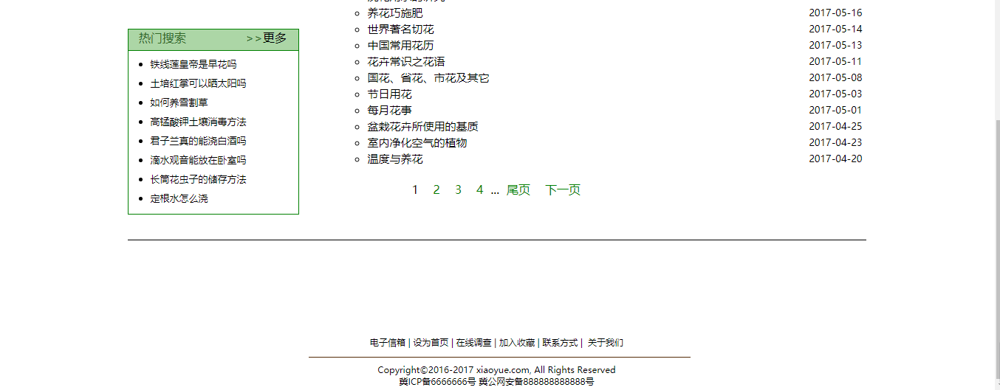 热门搜索 >>更多
铁线莲皇帝是早花吗
土培红掌可以晒太阳吗
如何养雪割草
高锰酸钾土壤消毒方法
君子兰真的能浇白酒吗
滴水观音能放在卧室吗
长筒花虫子的储存方法
定根水怎么浇
养花巧施肥 2017-05-16
世界著名切花 2017-05-14
中国常用花历 2017-05-13
花卉常识之花语 2017-05-11
国花、省花、市花及其它 2017-05-08
节日用花 2017-05-03
每月花事 2017-05-01
盆栽花卉所使用的基质 2017-04-25
室内净化空气的植物 2017-04-23
温度与养花 2017-04-20
1 2 3 4 ... 尾页 下一页
电子信箱 | 设为首页 | 在线调查 | 加入收藏 | 联系方式 | 关于我们
Copyright©2016-2017 xiaoyue.com, All Rights Reserved
冀ICP备6666666号 冀公网安备888888888888号